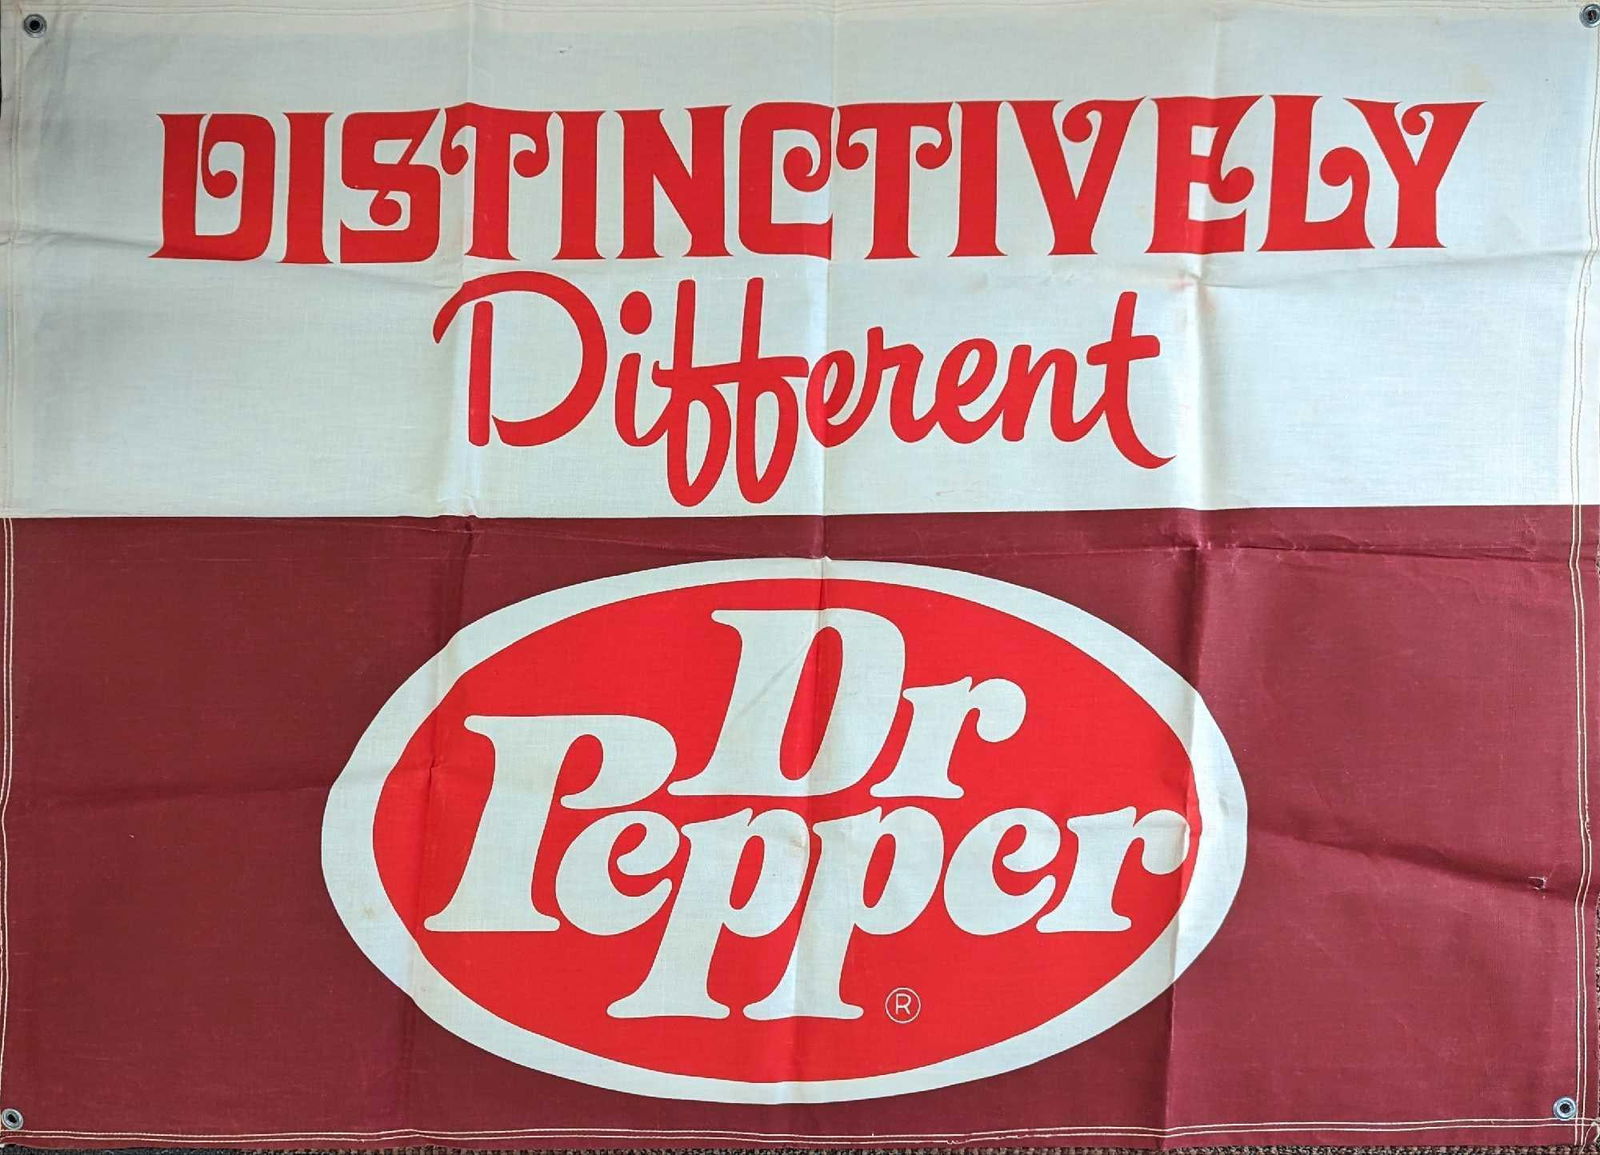 DISTINCTIVELY
Different
Dr
Pepper
®